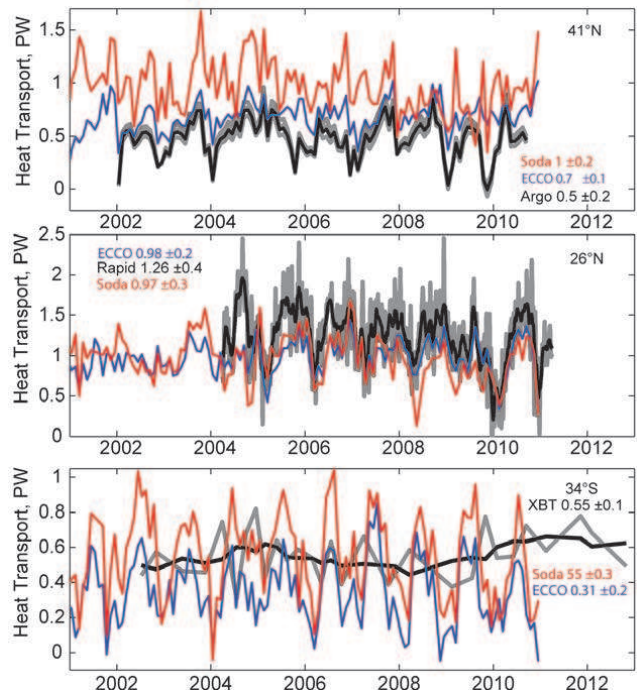 Heat Transport, PW
1.5
1
0.5
0
41°N
Soda 1 ±0.2
ECCO 0.7 ±0.1
Argo 0.5 ±0.2
2002 2004 2006 2008 2010 2012
Heat Transport, PW
2.5
2
1.5
1
0.5
0
ECCO 0.98 ±0.2
Rapid 1.26 ±0.4
Soda 0.97 ±0.3
26°N
2002 2004 2006 2008 2010 2012
Heat Transport, PW
1
0.8
0.6
0.4
0.2
0
34°S
XBT 0.55 ±0.1
Soda 55 ±0.3
ECCO 0.31 ±0.2
2002 2004 2006 2008 2010 2012